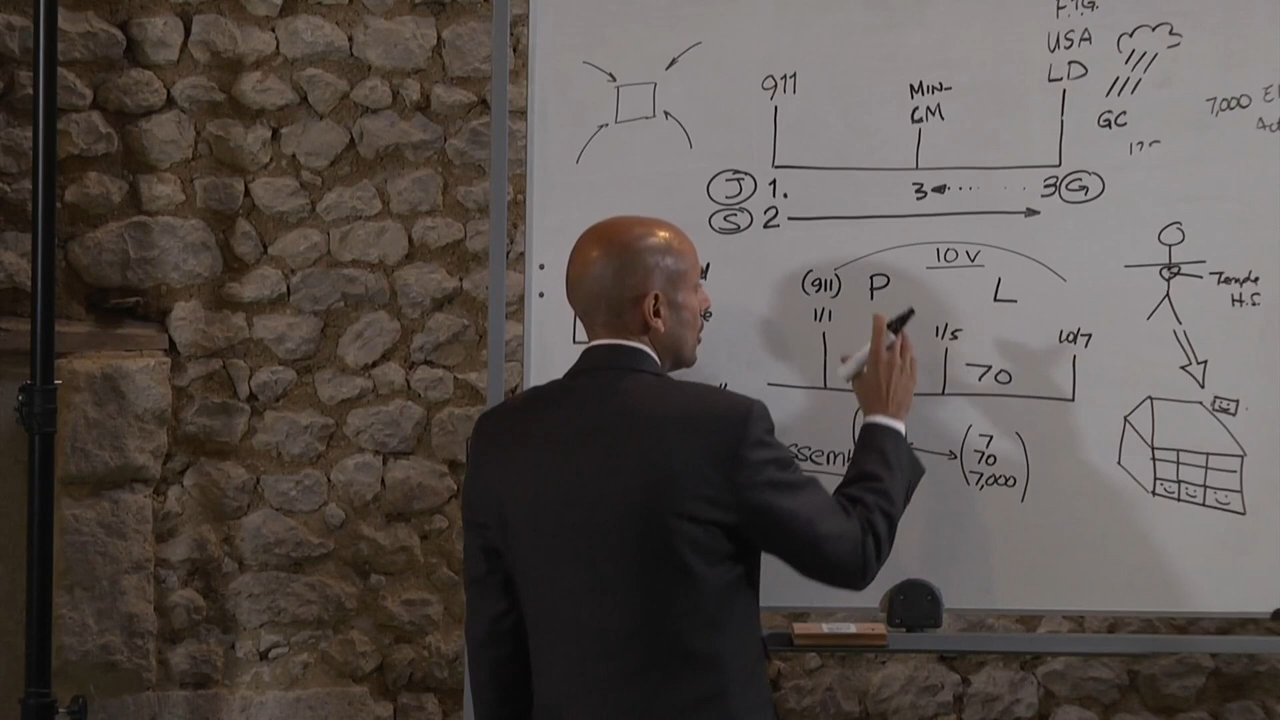 F.T.G.
USA
LD
GC
7,000
911
MIN-
CM
J 1. 3 3 G
S 2
10 V
(911) P L
1/1 1/5 10/7
70
7
70
7,000
Temple
H.S.